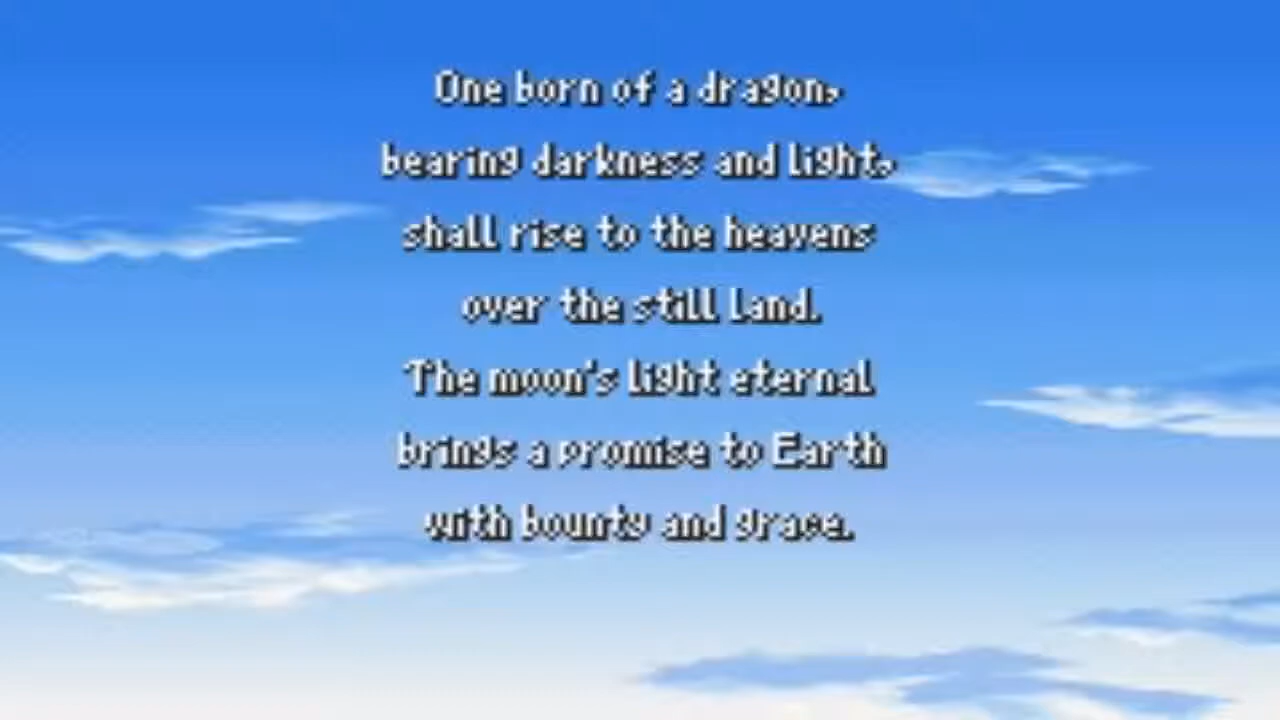 One born of a dragon,
bearing darkness and light,
shall rise to the heavens
over the still land.
The moon's light eternal
brings a promise to Earth
with bounty and grace.